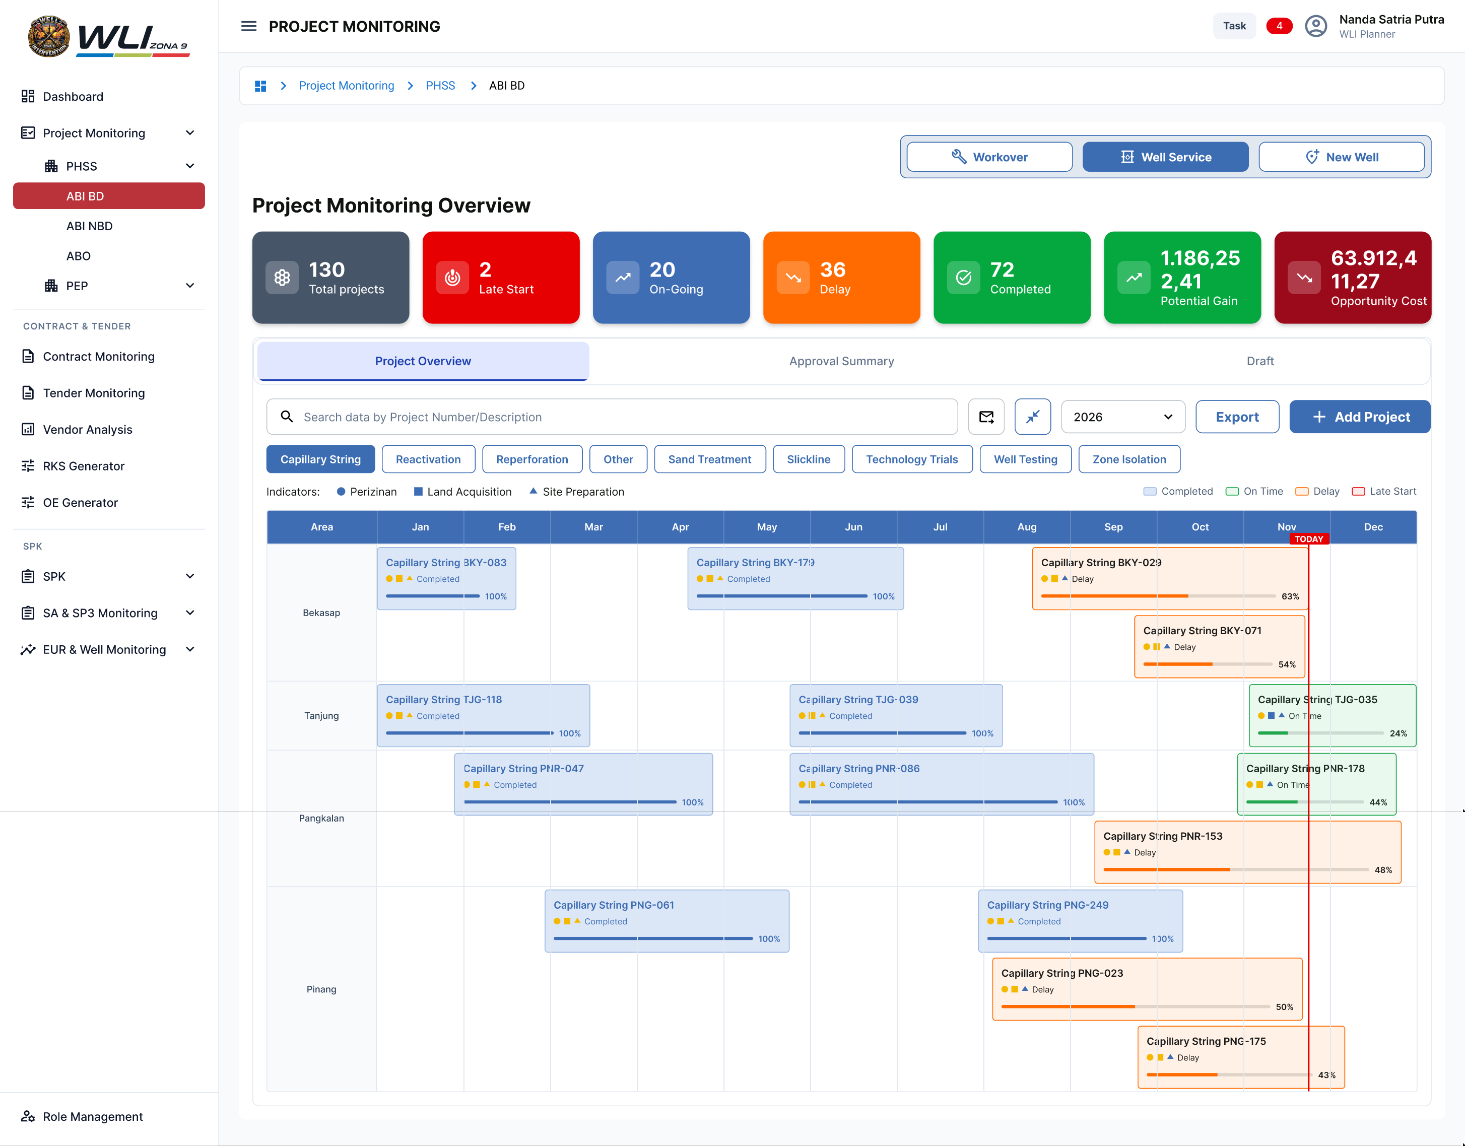 WLI ZONA 9
PROJECT MONITORING
Task
4
Nanda Satria Putra
WLI Planner
Dashboard
Project Monitoring
PHSS
ABI BD
ABI NBD
ABO
PEP
CONTRACT & TENDER
Contract Monitoring
Tender Monitoring
Vendor Analysis
RKS Generator
OE Generator
SPK
SPK
SA & SP3 Monitoring
EUR & Well Monitoring
Role Management
Project Monitoring
PHSS
ABI BD
Workover
Well Service
New Well
Project Monitoring Overview
130
Total projects
2
Late Start
20
On-Going
36
Delay
72
Completed
1.186,25
2,41
Potential Gain
63.912,4
11,27
Opportunity Cost
Project Overview
Approval Summary
Draft
Search data by Project Number/Description
2026
Export
Add Project
Capillary String
Reactivation
Reperforation
Other
Sand Treatment
Slickline
Technology Trials
Well Testing
Zone Isolation
Indicators: Perizinan Land Acquisition Site Preparation
Completed On Time Delay Late Start
Area Jan Feb Mar Apr May Jun Jul Aug Sep Oct Nov Dec
TODAY
Bekasap
Capillary String BKY-083
Completed
100%
Capillary String BKY-179
Completed
100%
Capillary String BKY-029
Delay
63%
Capillary String BKY-071
Delay
54%
Tanjung
Capillary String TJG-118
Completed
100%
Capillary String TJG-039
Completed
100%
Capillary String TJG-035
On Time
24%
Pangkalan
Capillary String PNR-047
Completed
100%
Capillary String PNR-086
Completed
100%
Capillary String PNR-178
On Time
44%
Capillary String PNR-153
Delay
48%
Pinang
Capillary String PNG-061
Completed
100%
Capillary String PNG-249
Completed
100%
Capillary String PNG-023
Delay
50%
Capillary String PNG-175
Delay
43%